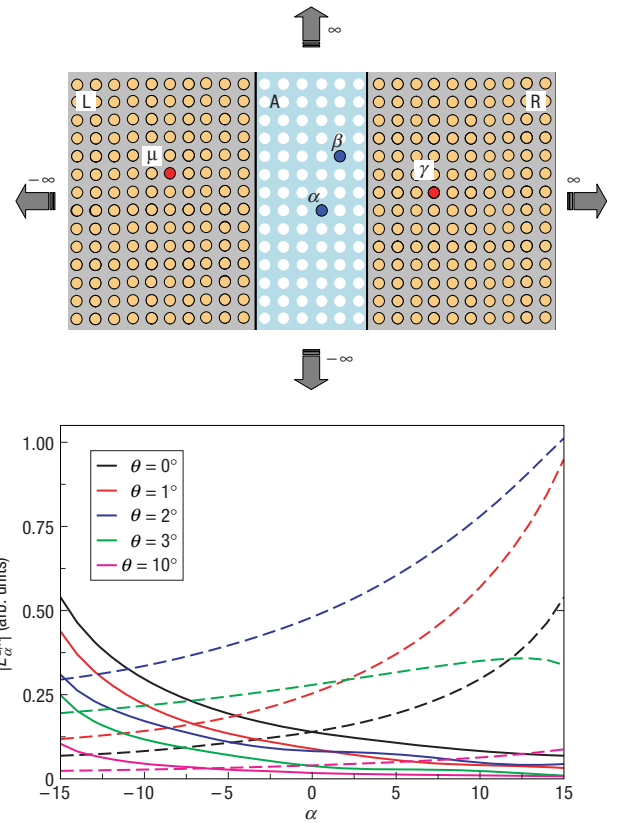 ∞
L
A
R
β
μ
γ
− ∞
∞
α
− ∞
1.00
θ = 0°
θ = 1°
0.75
θ = 2°
θ = 3°
θ = 10°
0.50
(arb. units)
0.25
0
−15
−10
−5
0
5
10
15
α